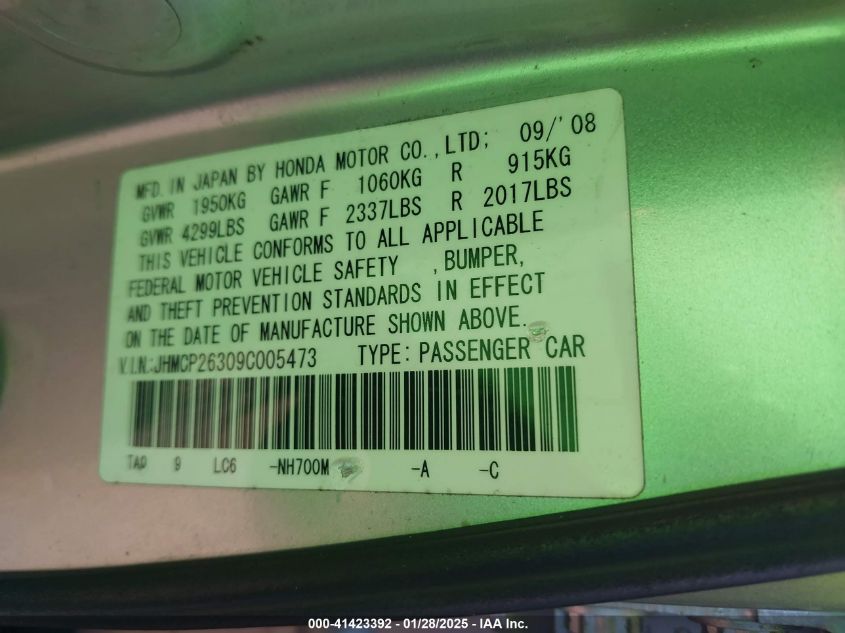 MFD. IN JAPAN BY HONDA MOTOR CO.,LTD; 09/'08
GVWR 1950KG GAWR F 1060KG R 915KG
GVWR 4299LBS GAWR F 2337LBS R 2017LBS
THIS VEHICLE CONFORMS TO ALL APPLICABLE
FEDERAL MOTOR VEHICLE SAFETY , BUMPER,
AND THEFT PREVENTION STANDARDS IN EFFECT
ON THE DATE OF MANUFACTURE SHOWN ABOVE.
V.I.N.:JHMCP26309C005473 TYPE: PASSENGER CAR
TA0 9 LC6 -NH700M -A -C
000-41423392 - 01/28/2025 - IAA Inc.